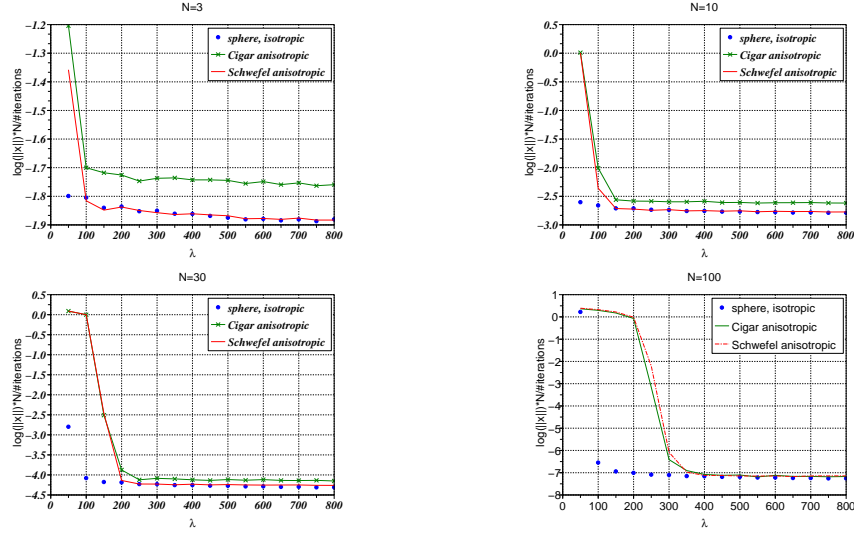 N=3
−1.2
−1.3
−1.4
−1.5
−1.6
−1.7
−1.8
−1.9
log(||x||)*N/#iterations
sphere, isotropic
Cigar anisotropic
Schwefel anisotropic
0 100 200 300 400 500 600 700 800
λ
N=10
0.5
0.0
−0.5
−1.0
−1.5
−2.0
−2.5
−3.0
log(||x||)*N/#iterations
sphere, isotropic
Cigar anisotropic
Schwefel anisotropic
0 100 200 300 400 500 600 700 800
λ
N=30
0.5
0.0
−0.5
−1.0
−1.5
−2.0
−2.5
−3.0
−3.5
−4.0
−4.5
log(||x||)*N/#iterations
sphere, isotropic
Cigar anisotropic
Schwefel anisotropic
0 100 200 300 400 500 600 700 800
λ
N=100
1
0
−1
−2
−3
−4
−5
−6
−7
−8
log(||x||)*N/#iterations
sphere, isotropic
Cigar anisotropic
Schwefel anisotropic
0 100 200 300 400 500 600 700 800
λ